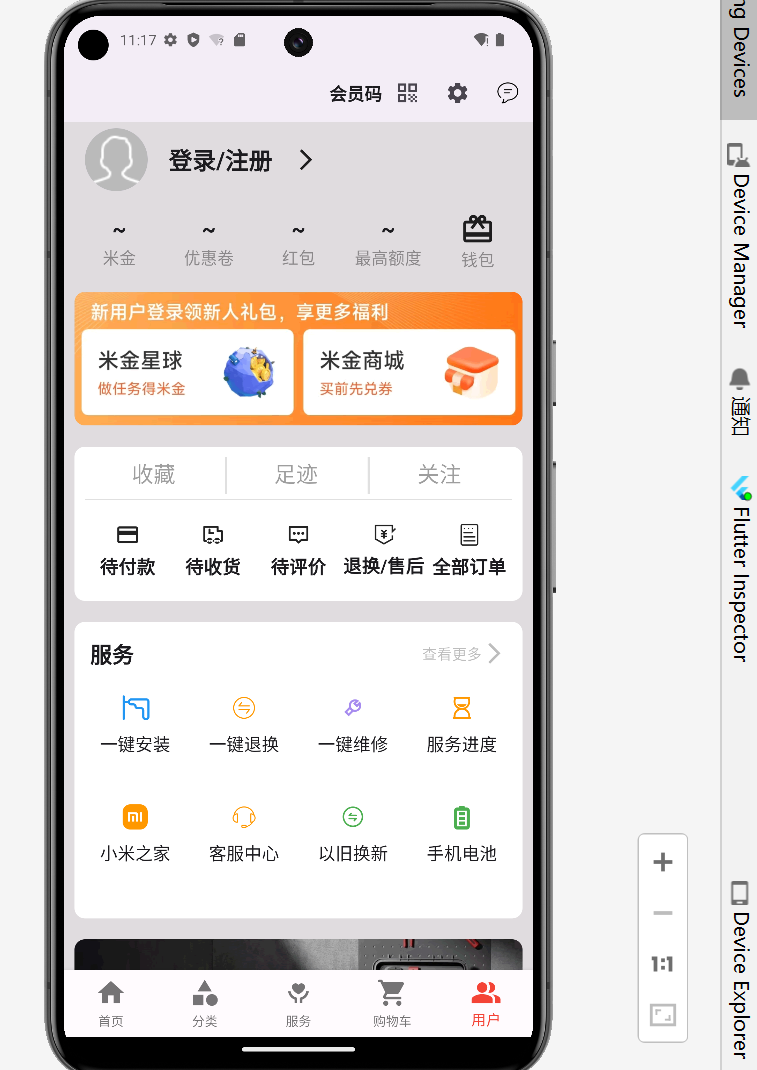 11:17
会员码
登录/注册
~ ~ ~ ~
米金 优惠卷 红包 最高额度 钱包
新用户登录领新人礼包，享更多福利
米金星球 米金商城
做任务得米金 买前先兑券
收藏 足迹 关注
待付款 待收货 待评价 退换/售后 全部订单
服务 查看更多
一键安装 一键退换 一键维修 服务进度
小米之家 客服中心 以旧换新 手机电池
首页 分类 服务 购物车 用户
ng Devices
Device Manager
通知
Flutter Inspector
Device Explorer
1:1